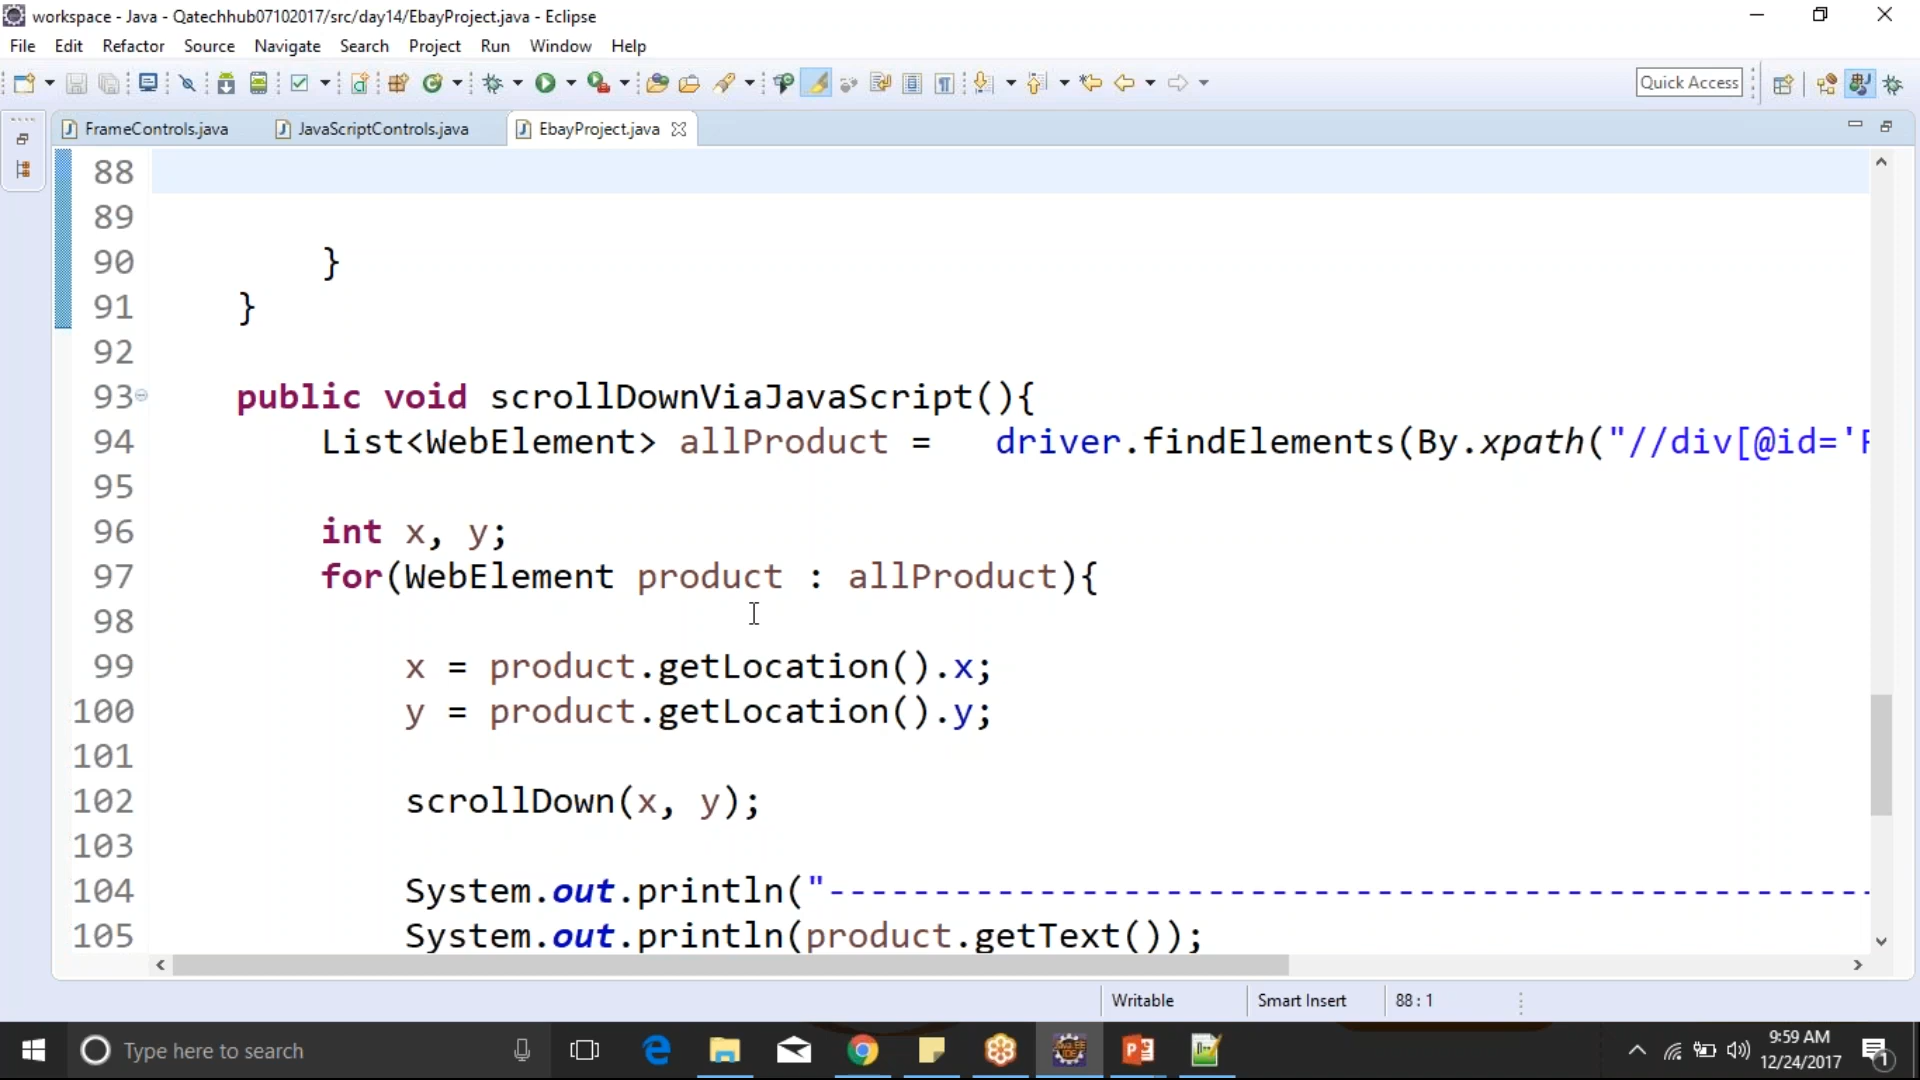 workspace - Java - Qatechhub07102017/src/day14/EbayProject.java - Eclipse
File Edit Refactor Source Navigate Search Project Run Window Help
Quick Access
FrameControls.java JavaScriptControls.java EbayProject.java
88
89
90 }
91 }
92
93 public void scrollDownViaJavaScript(){
94 List<WebElement> allProduct = driver.findElements(By.xpath("//div[@id='
95
96 int x, y;
97 for(WebElement product : allProduct){
98
99 x = product.getLocation().x;
100 y = product.getLocation().y;
101
102 scrollDown(x, y);
103
104 System.out.println("--------------------------------------------------
105 System.out.println(product.getText());
Writable Smart Insert 88 : 1
Type here to search
9:59 AM
12/24/2017
1